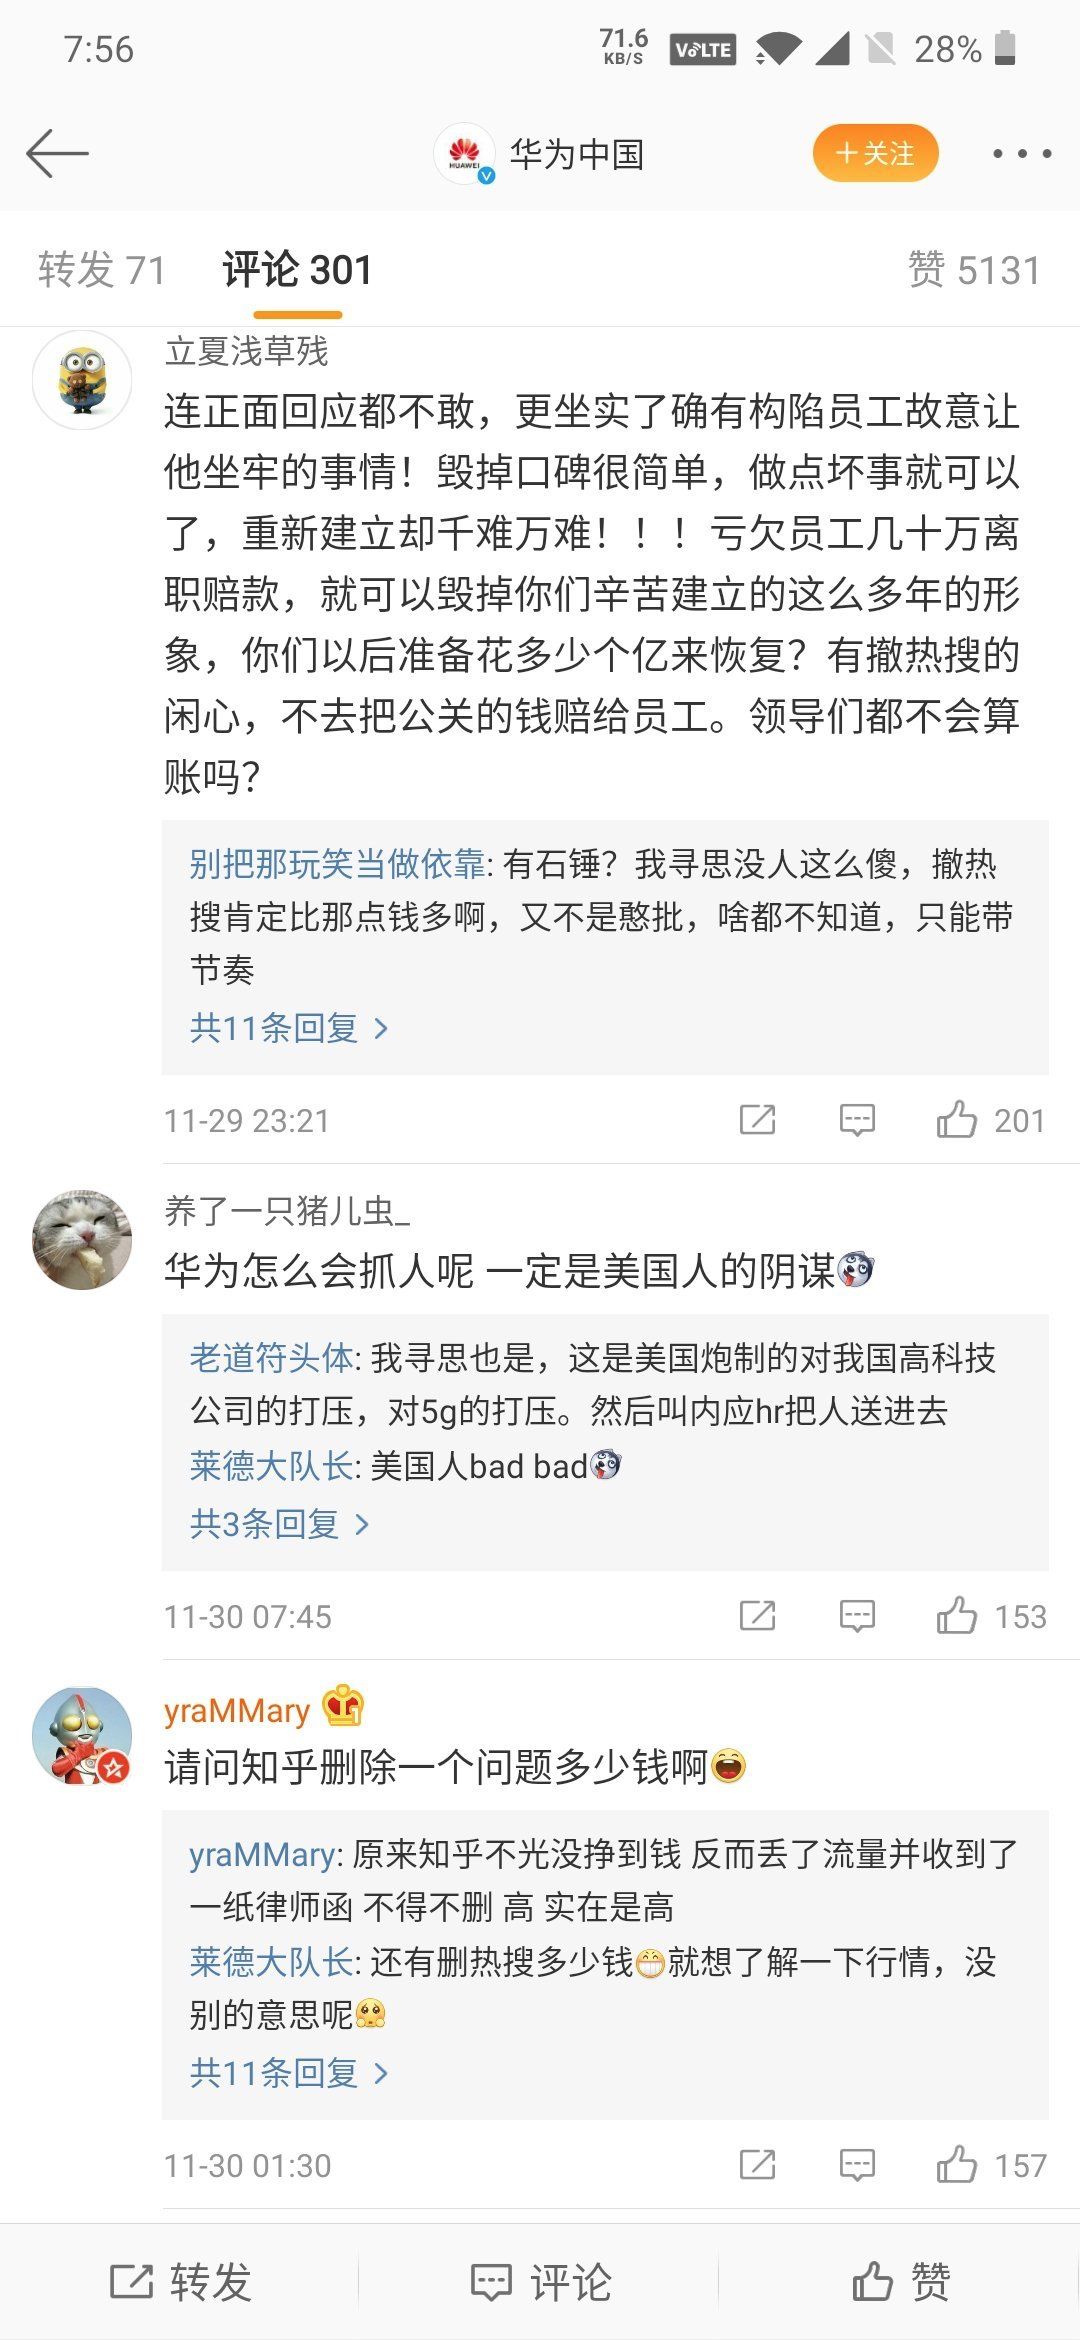 7:56
71.6
KB/S
VoLTE
28%
HUAWEI
华为中国
+关注
转发 71
评论 301
赞 5131
立夏浅草残
连正面回应都不敢，更坐实了确有构陷员工故意让
他坐牢的事情！毁掉口碑很简单，做点坏事就可以
了，重新建立却千难万难！！！亏欠员工几十万离
职赔款，就可以毁掉你们辛苦建立的这么多年的形
象，你们以后准备花多少个亿来恢复？有撤热搜的
闲心，不去把公关的钱赔给员工。领导们都不会算
账吗？
别把那玩笑当做依靠: 有石锤？我寻思没人这么傻，撤热
搜肯定比那点钱多啊，又不是憨批，啥都不知道，只能带
节奏
共11条回复 >
11-29 23:21
201
养了一只猪儿虫_
华为怎么会抓人呢 一定是美国人的阴谋
老道符头体: 我寻思也是，这是美国炮制的对我国高科技
公司的打压，对5g的打压。然后叫内应hr把人送进去
莱德大队长: 美国人bad bad
共3条回复 >
11-30 07:45
153
yraMMary
请问知乎删除一个问题多少钱啊
yraMMary: 原来知乎不光没挣到钱 反而丢了流量并收到了
一纸律师函 不得不删 高 实在是高
莱德大队长: 还有删热搜多少钱就想了解一下行情，没
别的意思呢
共11条回复 >
11-30 01:30
157
转发
评论
赞